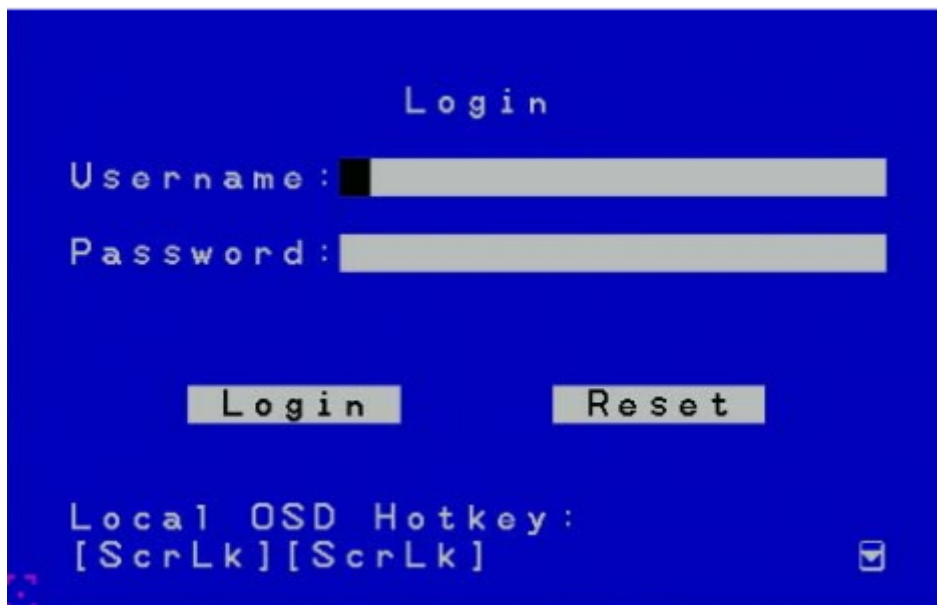 Login
Username:
Password:
Login Reset
Local OSD Hotkey:
[ScrLk][ScrLk]